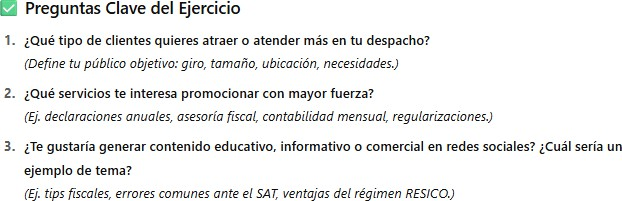 ✅ Preguntas Clave del Ejercicio
1. ¿Qué tipo de clientes quieres atraer o atender más en tu despacho?
(Define tu público objetivo: giro, tamaño, ubicación, necesidades.)
2. ¿Qué servicios te interesa promocionar con mayor fuerza?
(Ej. declaraciones anuales, asesoría fiscal, contabilidad mensual, regularizaciones.)
3. ¿Te gustaría generar contenido educativo, informativo o comercial en redes sociales? ¿Cuál sería un
ejemplo de tema?
(Ej. tips fiscales, errores comunes ante el SAT, ventajas del régimen RESICO.)